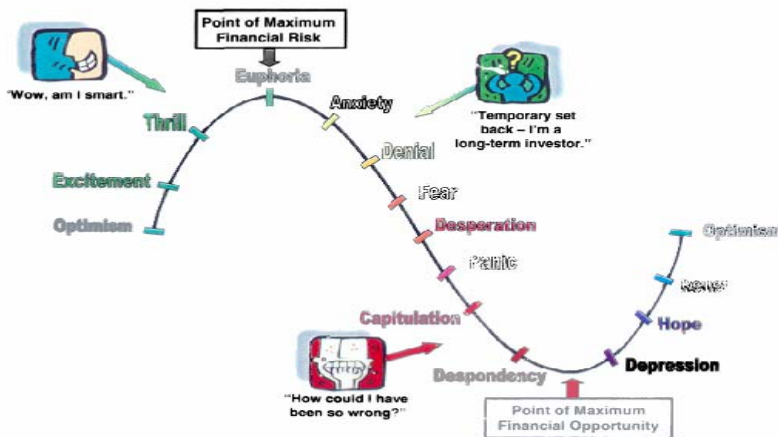 Point of Maximum
Financial Risk
Euphoria
"Wow, am I smart."
Thrill
Anxiety
"Temporary set
back – I'm a
long-term investor."
Denial
Excitement
Fear
Optimism
Desperation
Optimism
Panic
Relief
Capitulation
Hope
Despondency
Depression
"How could I have
been so wrong?"
Point of Maximum
Financial Opportunity